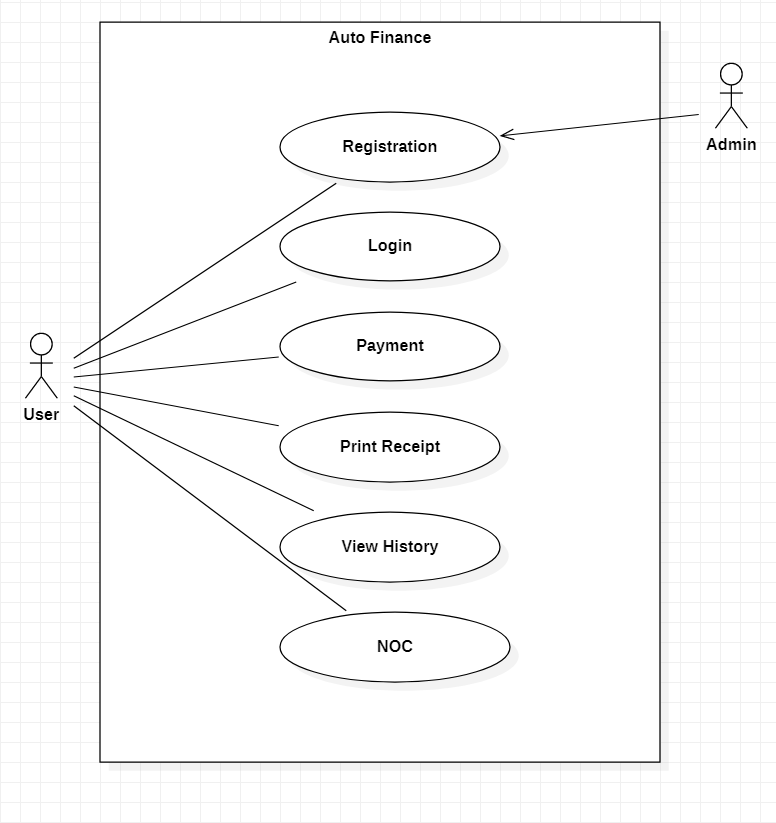 Auto Finance
Admin
Registration
Login
Payment
User
Print Receipt
View History
NOC